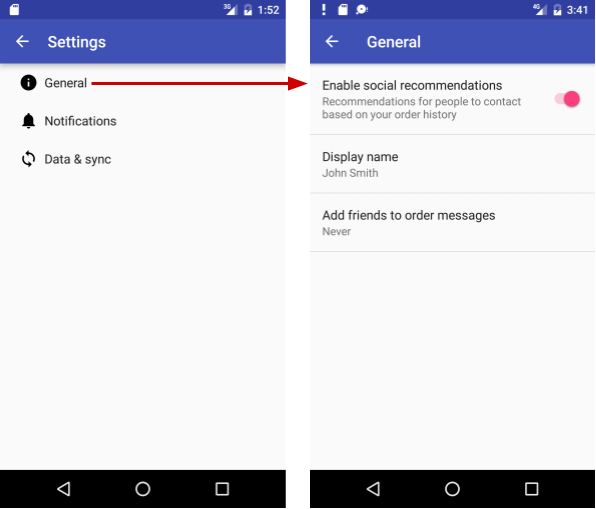 3G 1:52
Settings
General
Notifications
Data & sync
4G 3:41
General
Enable social recommendations
Recommendations for people to contact
based on your order history
Display name
John Smith
Add friends to order messages
Never